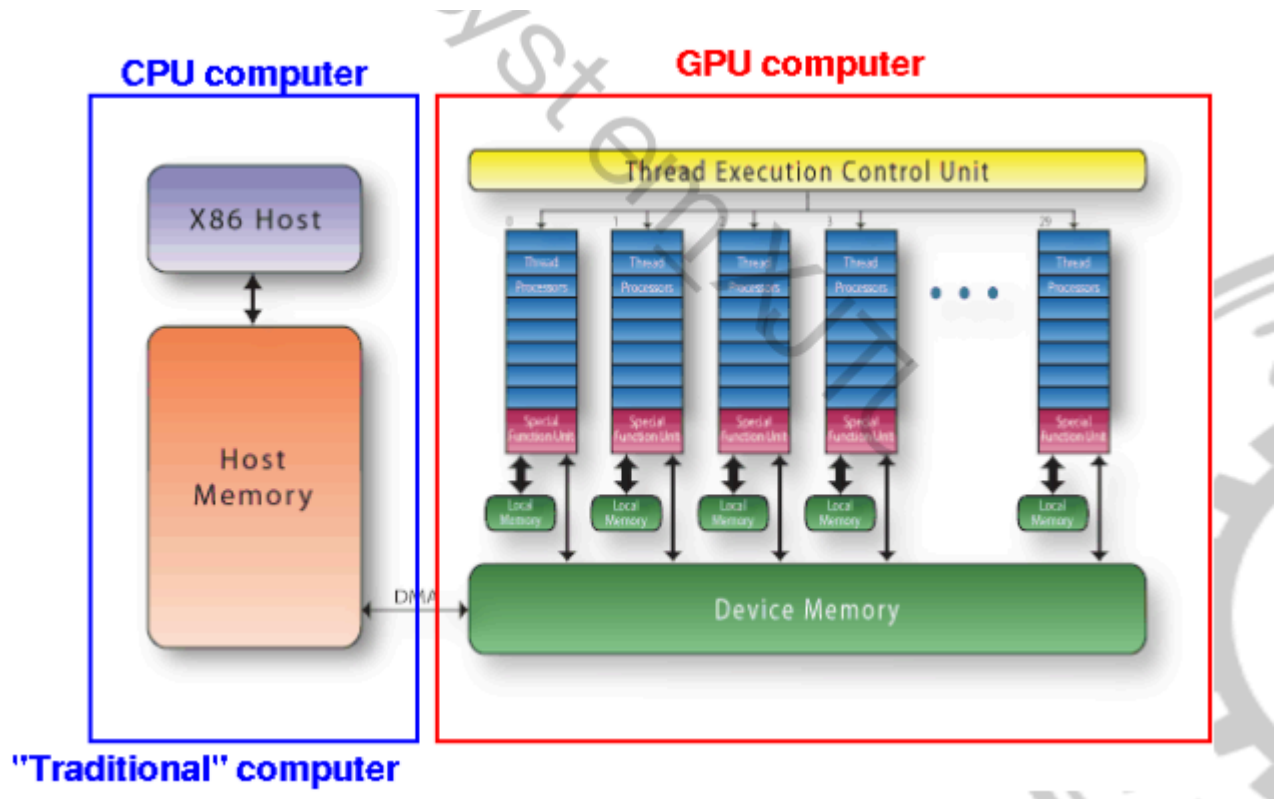 CPU computer
GPU computer
X86 Host
Host
Memory
DMA
"Traditional" computer
Thread Execution Control Unit
0
1
2
3
29
Thread
Processors
Special
Function Unit
Local
Memory
Thread
Processors
Special
Function Unit
Local
Memory
Thread
Processors
Special
Function Unit
Local
Memory
Thread
Processors
Special
Function Unit
Local
Memory
Thread
Processors
Special
Function Unit
Local
Memory
Device Memory
ystemXJTU